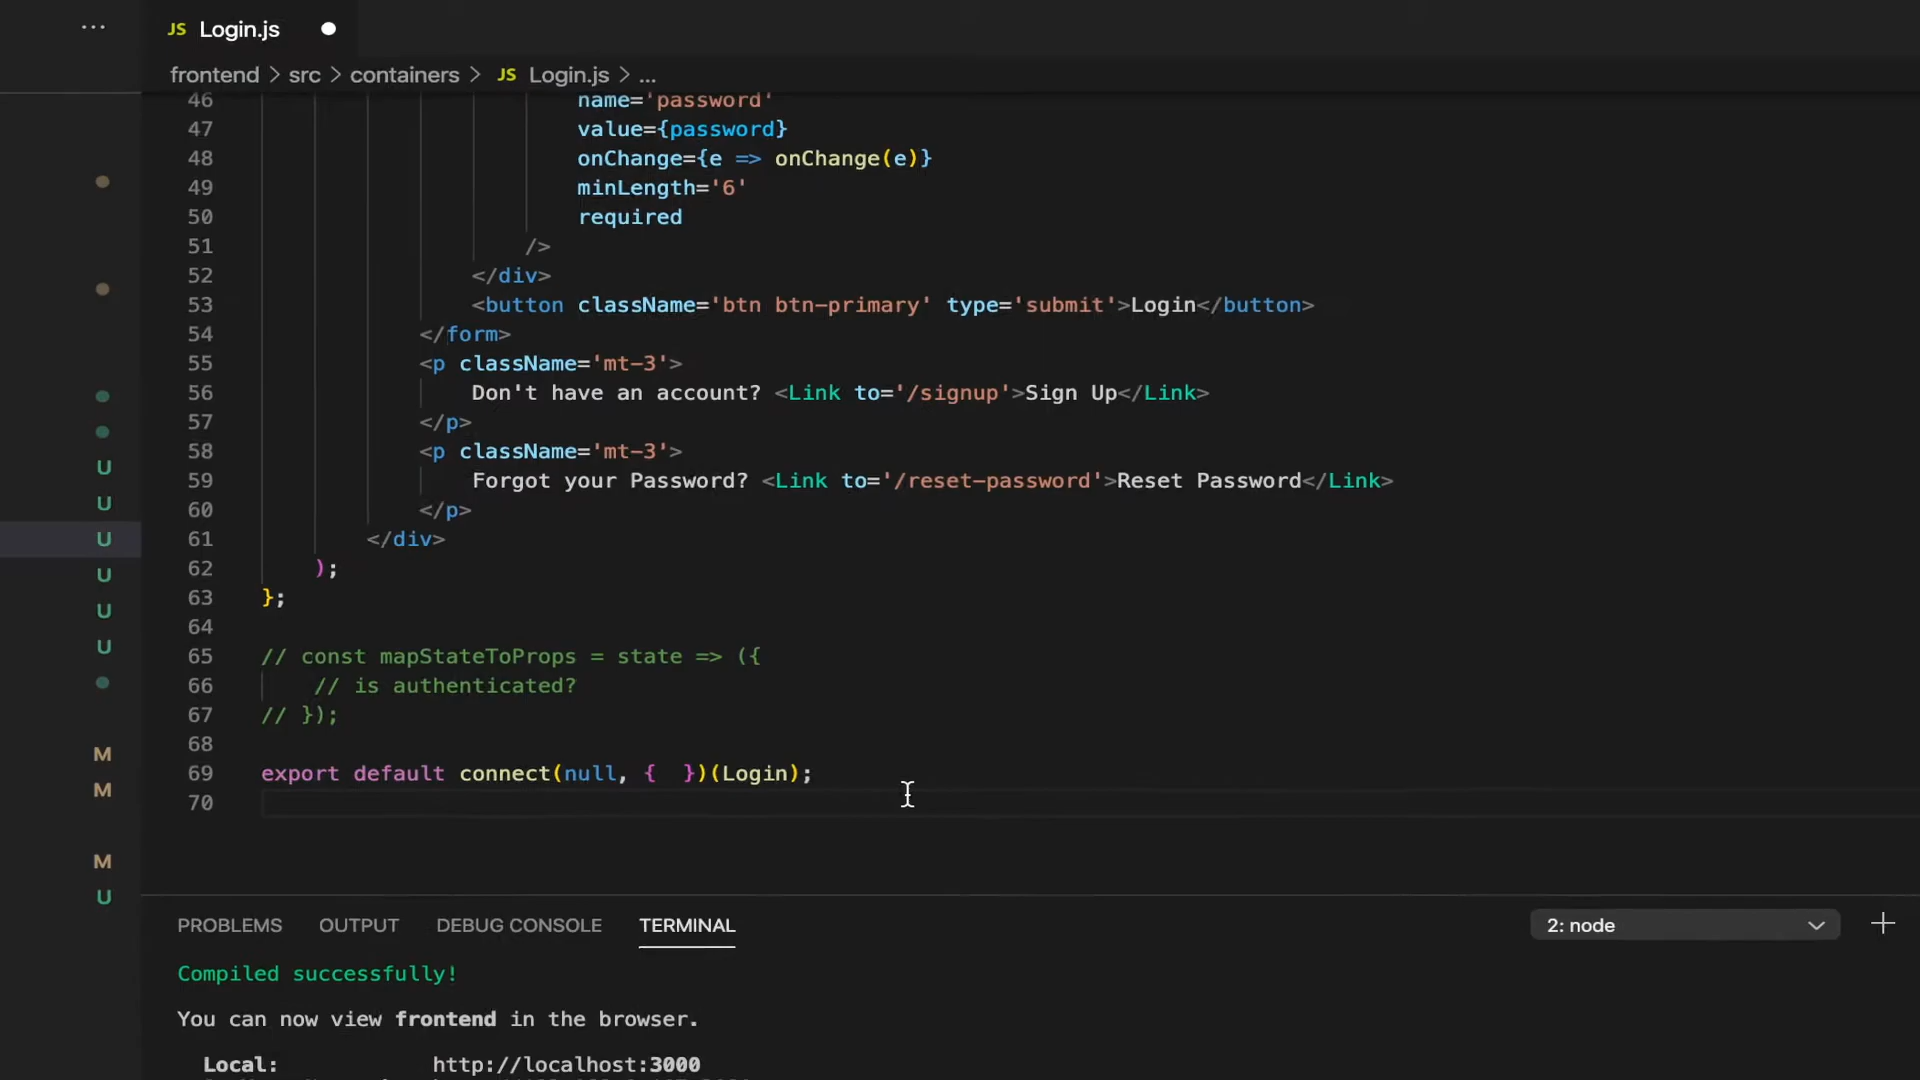 ... JS Login.js
frontend > src > containers > JS Login.js > ...
46 name='password'
47 value={password}
48 onChange={e => onChange(e)}
49 minLength='6'
50 required
51 />
52 </div>
53 <button className='btn btn-primary' type='submit'>Login</button>
54 </form>
55 <p className='mt-3'>
56 Don't have an account? <Link to='/signup'>Sign Up</Link>
57 </p>
58 <p className='mt-3'>
59 Forgot your Password? <Link to='/reset-password'>Reset Password</Link>
60 </p>
61 </div>
62 );
63 };
64
65 // const mapStateToProps = state => ({
66 // is authenticated?
67 // });
68
69 export default connect(null, {  })(Login);
70
U
U
U
U
U
U
M
M
M
U
PROBLEMS OUTPUT DEBUG CONSOLE TERMINAL 2: node +
Compiled successfully!
You can now view frontend in the browser.
Local: http://localhost:3000